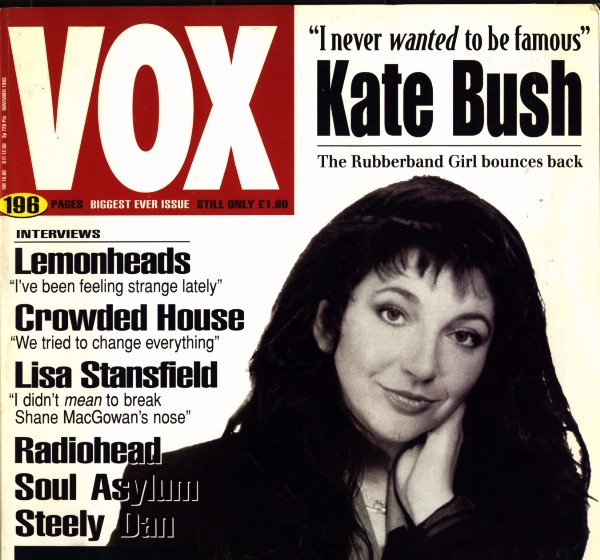 VOX
196 PAGES BIGGEST EVER ISSUE STILL ONLY £1.80
"I never wanted to be famous"
Kate Bush
The Rubberband Girl bounces back
INTERVIEWS
Lemonheads
"I've been feeling strange lately"
Crowded House
"We tried to change everything"
Lisa Stansfield
"I didn't mean to break
Shane MacGowan's nose"
Radiohead
Soul Asylum
Steely Dan